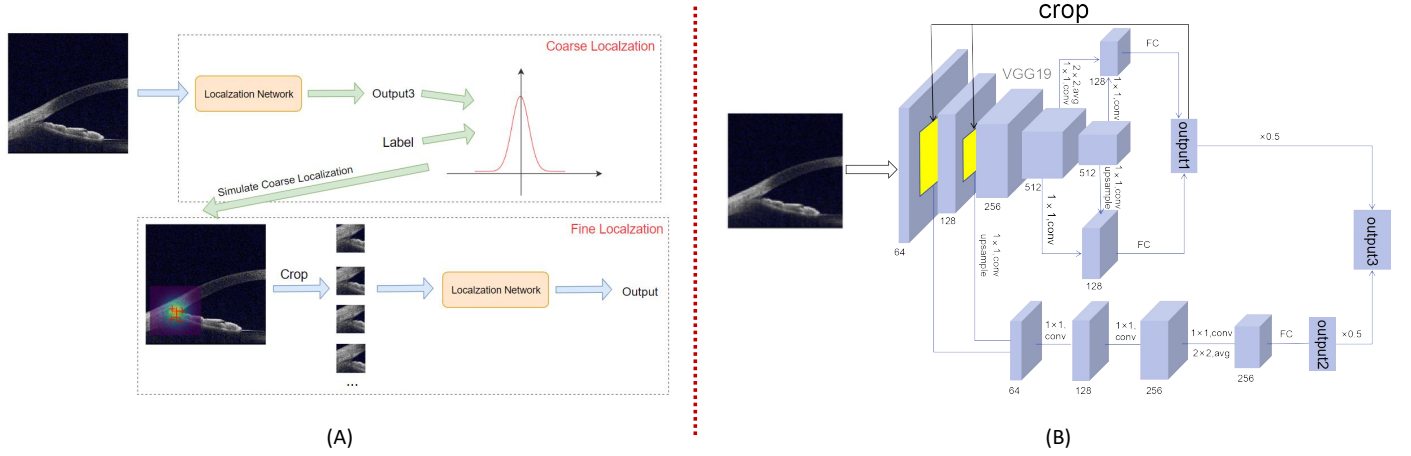 Coarse Localzation
Localzation Network
Output3
Label
Simulate Coarse Localization
Fine Localzation
Crop
Localzation Network
Output
...
(A)
crop
VGG19
FC
2×2,avg
1×1,conv
128
1×1,conv
output1
×0.5
64
128
256
512
512
1×1,conv
upsample
1×1,conv
upsample
1×1,conv
FC
128
output3
1×1,
conv
1×1,
conv
1×1,conv
2×2,avg
FC
output2
×0.5
64
128
256
256
(B)